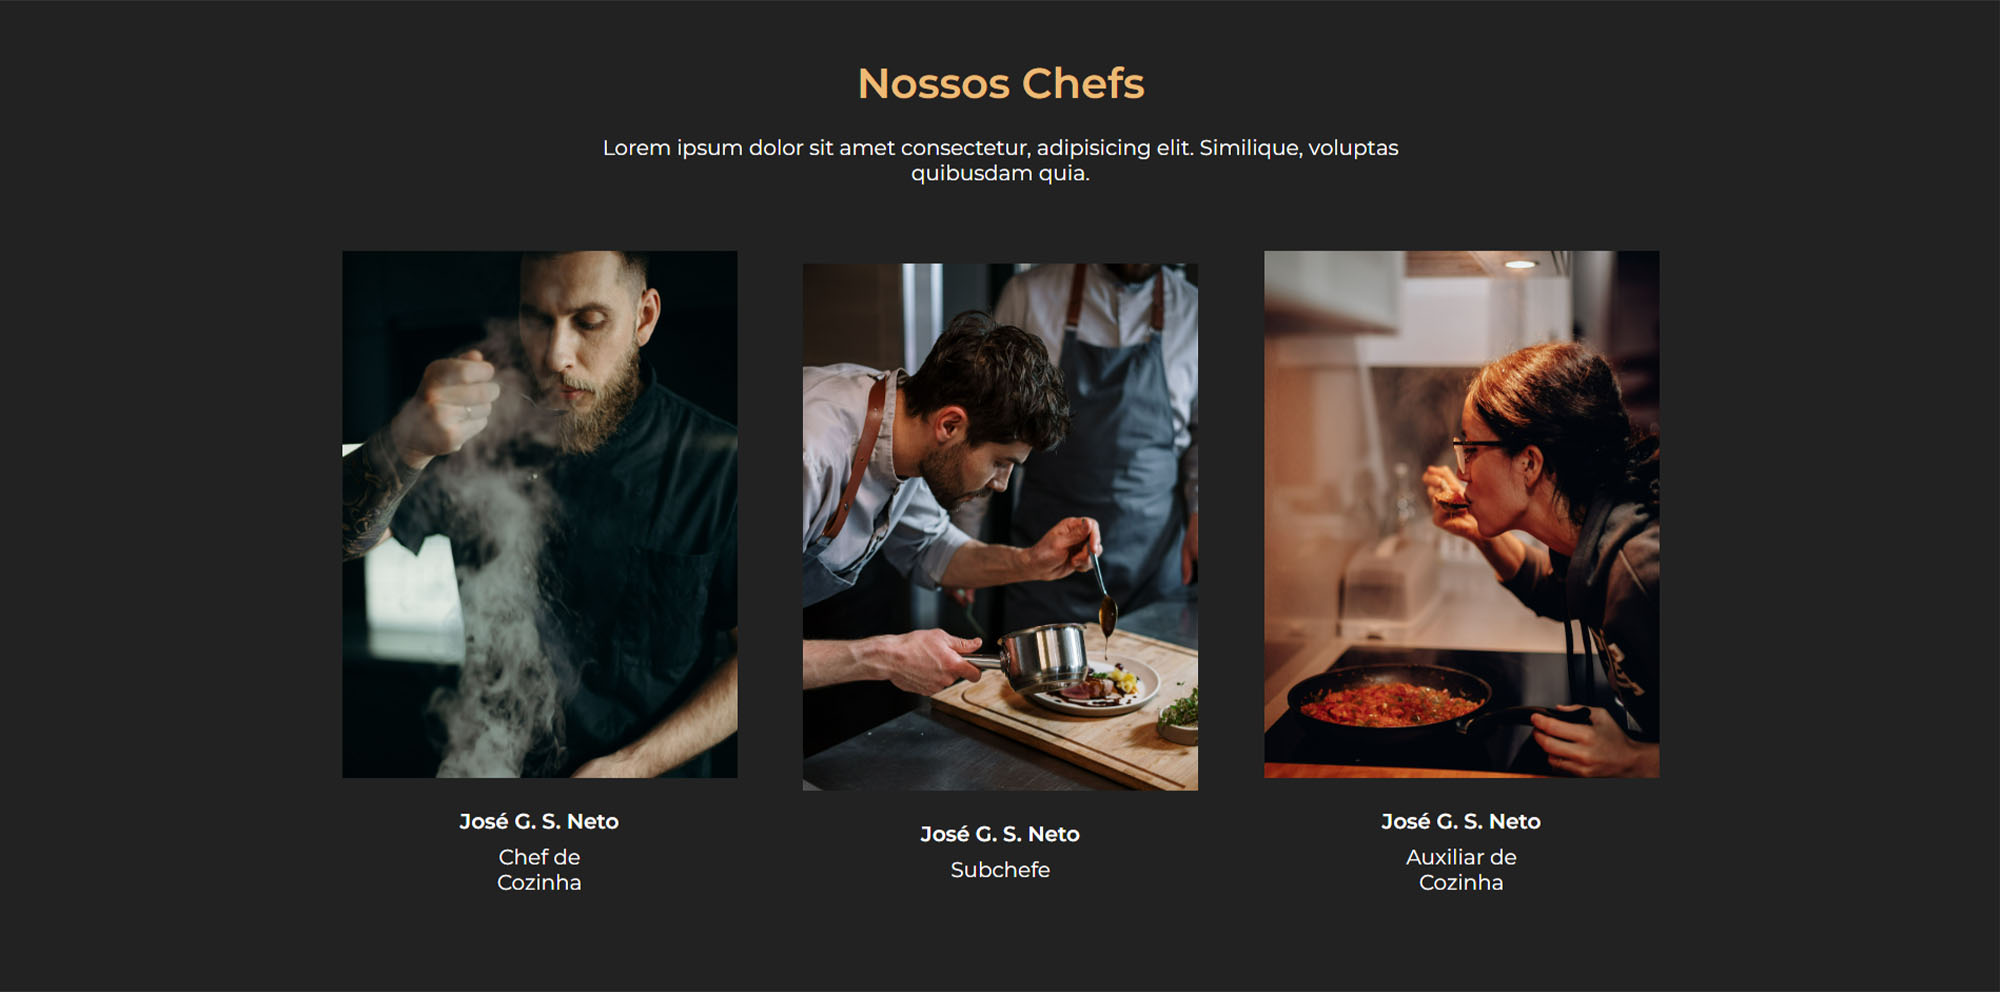 Nossos Chefs
Lorem ipsum dolor sit amet consectetur, adipisicing elit. Similique, voluptas
quibusdam quia.
José G. S. Neto
Chef de
Cozinha
José G. S. Neto
Subchefe
José G. S. Neto
Auxiliar de
Cozinha